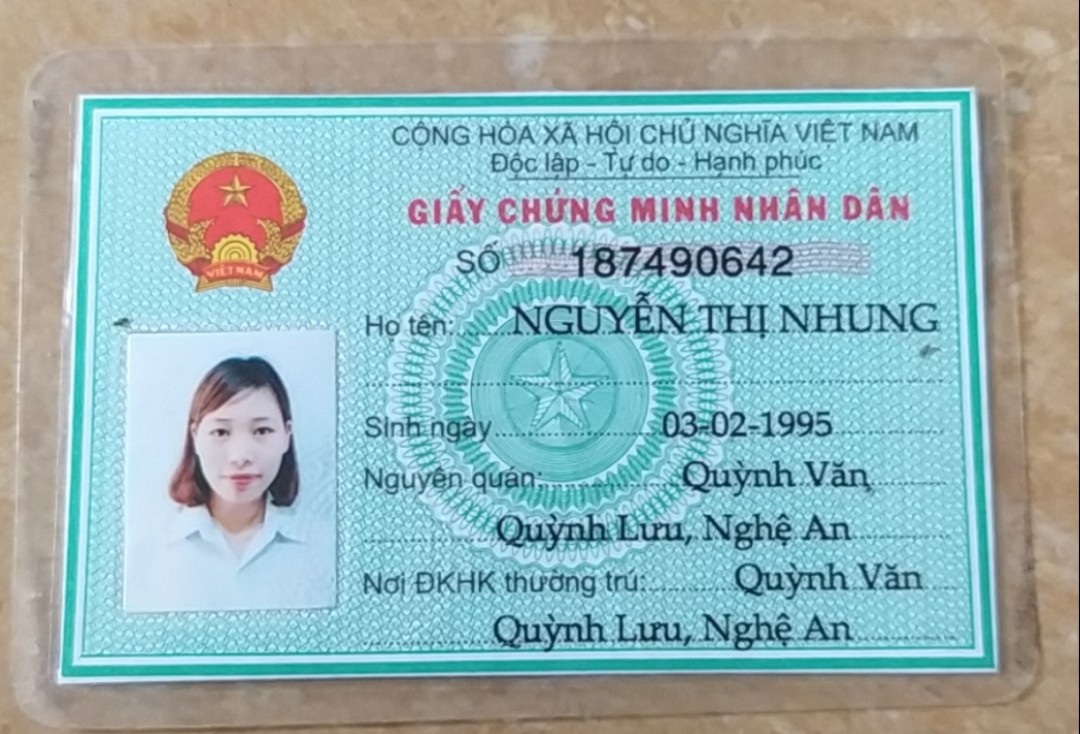 CỘNG HÒA XÃ HỘI CHỦ NGHĨA VIỆT NAM
Độc lập - Tự do - Hạnh phúc
GIẤY CHỨNG MINH NHÂN DÂN
VIỆT NAM
SỐ 187490642
Họ tên: NGUYỄN THỊ NHUNG
Sinh ngày 03-02-1995
Nguyên quán: Quỳnh Văn,
Quỳnh Lưu, Nghệ An
Nơi ĐKHK thường trú: Quỳnh Văn
Quỳnh Lưu, Nghệ An